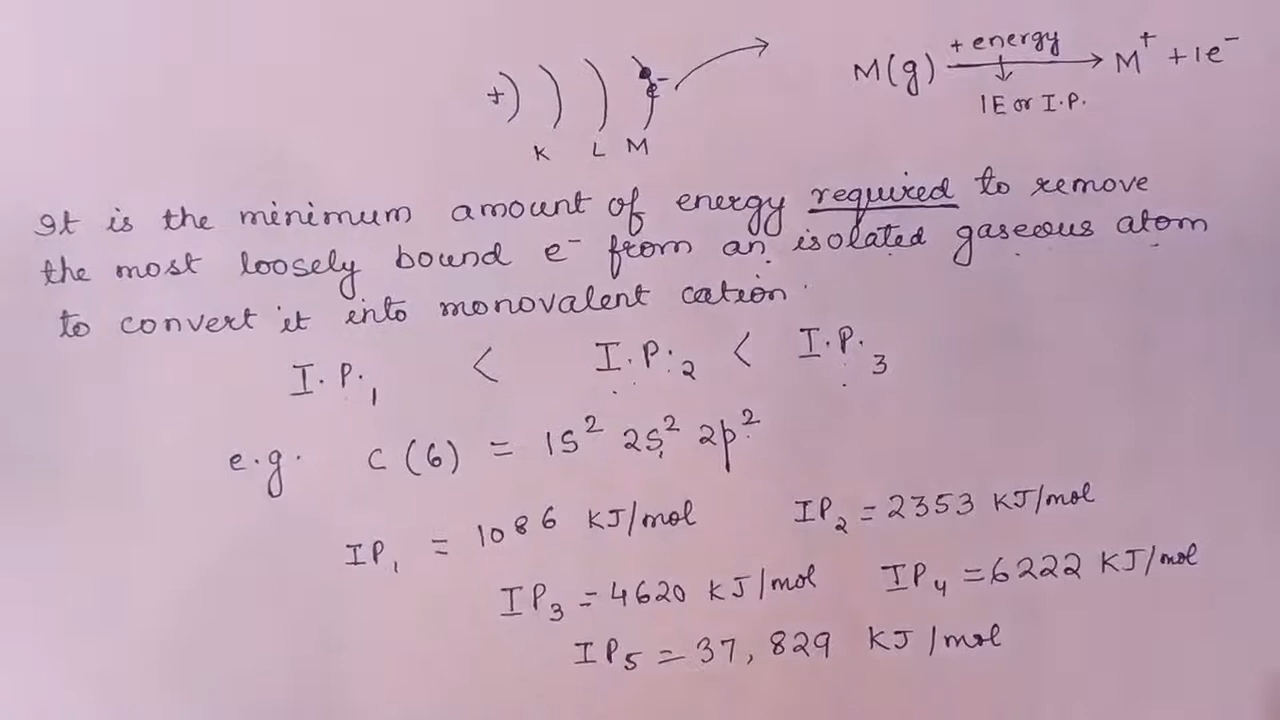 +) K L M e⁻
M(g) + energy → M⁺ + 1e⁻
IE or I.P.
It is the minimum amount of energy required to remove
the most loosely bound e⁻ from an isolated gaseous atom
to convert it into monovalent cation.
I.P.₁ < I.P.₂ < I.P.₃
e.g. C (6) = 1S² 2S² 2p²
IP₁ = 1086 KJ/mol IP₂ = 2353 KJ/mol
IP₃ = 4620 KJ/mol IP₄ = 6222 KJ/mol
IP₅ = 37,829 KJ/mol